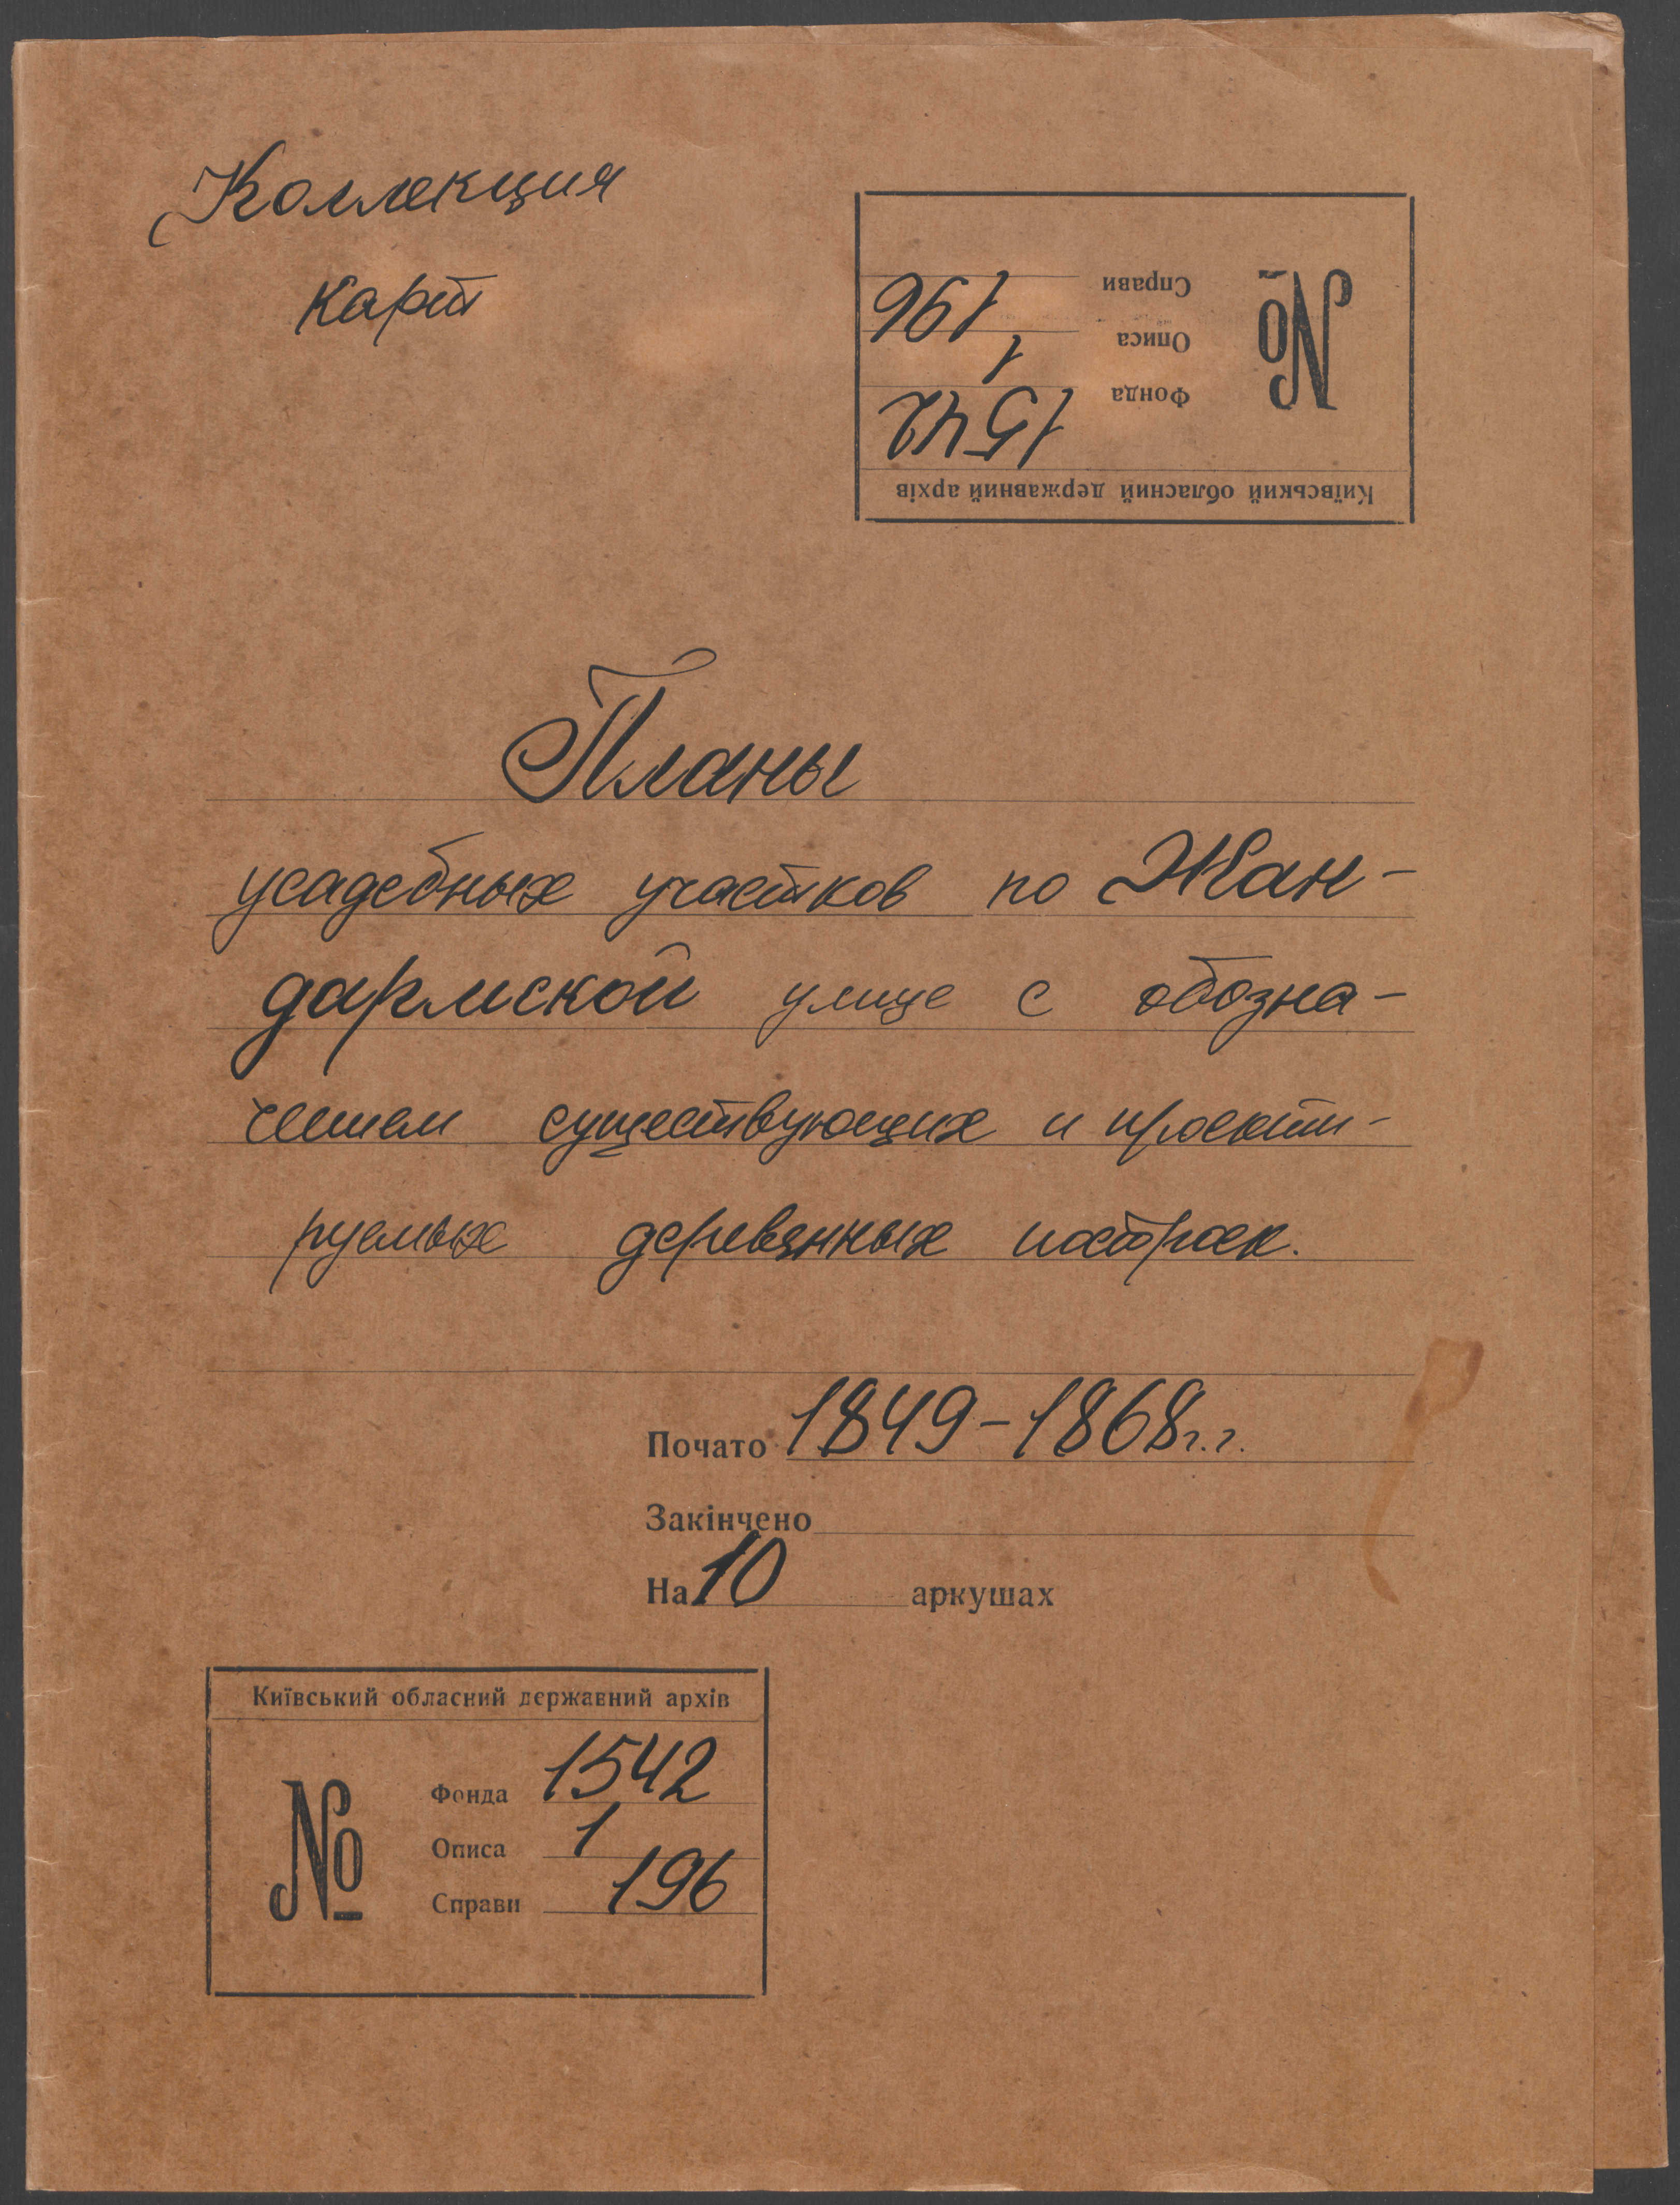 Коллекция
карт
Київський обласний державний архів
№
Фонда 1542
Описа 1
Справи 196
Планы
усадебных участков по Жан-
дармской улице с обозна-
чением существующих и проекти-
руемых деревянных построек.
Почато 1849-1868 г.г.
Закінчено
На 10 аркушах
Київський обласний державний архів
№
Фонда 1542
Описа 1
Справи 196